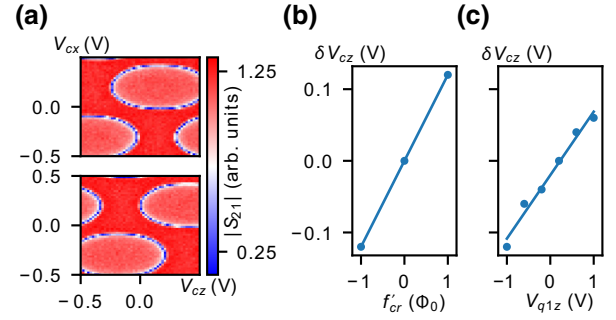 (a)
V_cx (V)
0.0
−0.5
0.5
0.0
−0.5
−0.5
0.0
V_cz (V)
1.25
0.25
|S_21| (arb. units)
(b)
δV_cz (V)
0.1
0.0
−0.1
−1
0
1
f′_cr (Φ_0)
(c)
δV_cz (V)
−1
0
1
V_q1z (V)